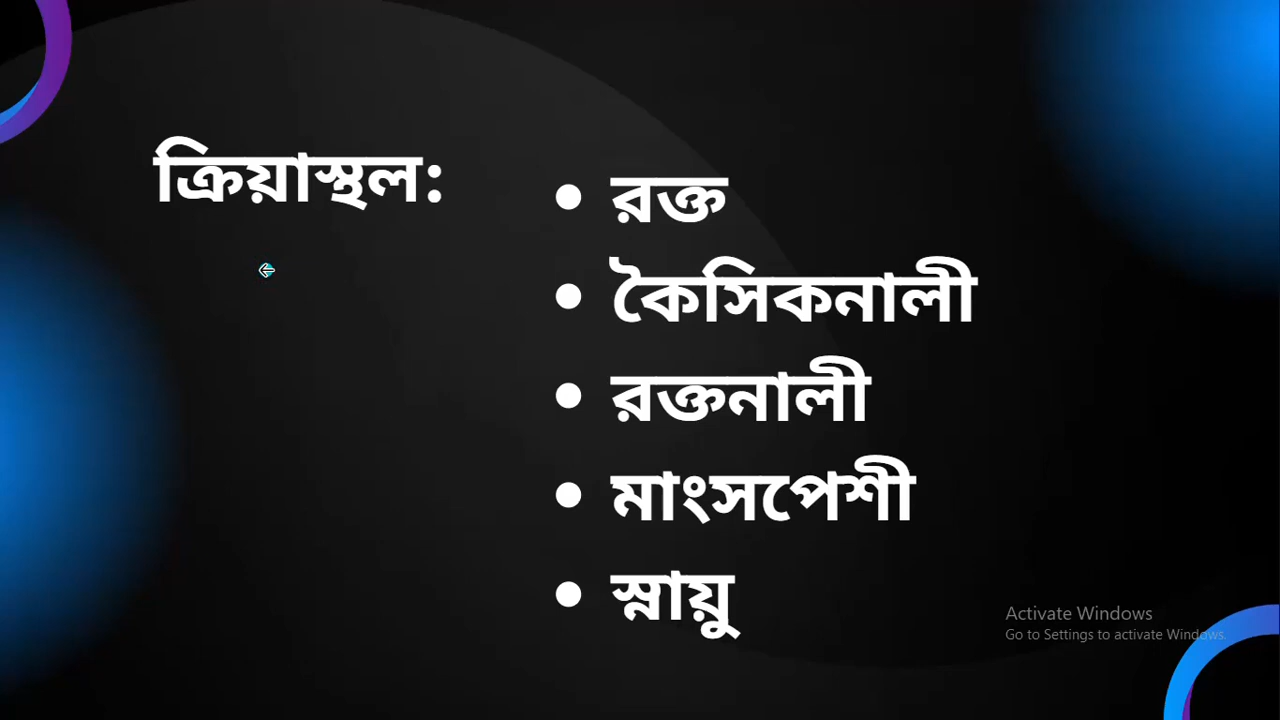 ক্রিয়াস্থল:
• রক্ত
• কৈসিকনালী
• রক্তনালী
• মাংসপেশী
• স্নায়ু
Activate Windows
Go to Settings to activate Windows.